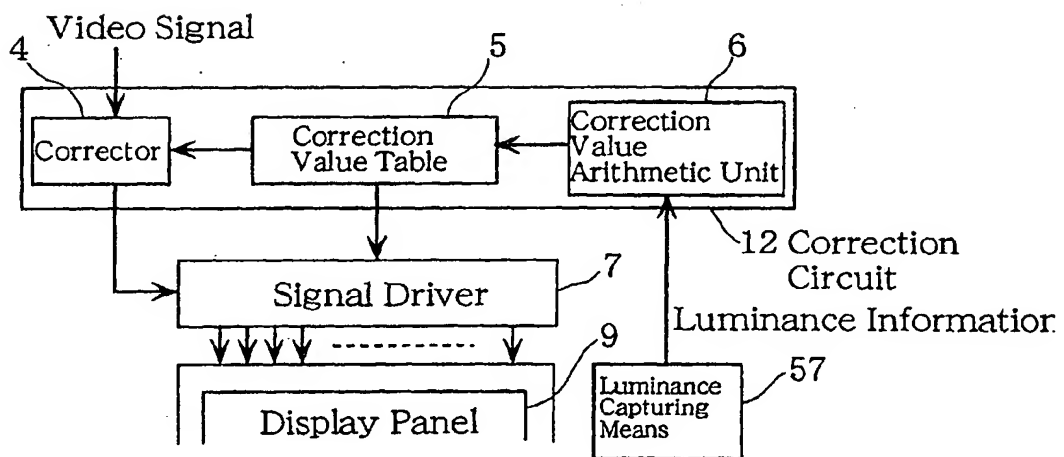 Video Signal
4
5
6
Corrector
Correction
Value Table
Correction
Value
Arithmetic Unit
12 Correction
Circuit
7
Signal Driver
Luminance Information
9
57
Display Panel
Luminance
Capturing
Means